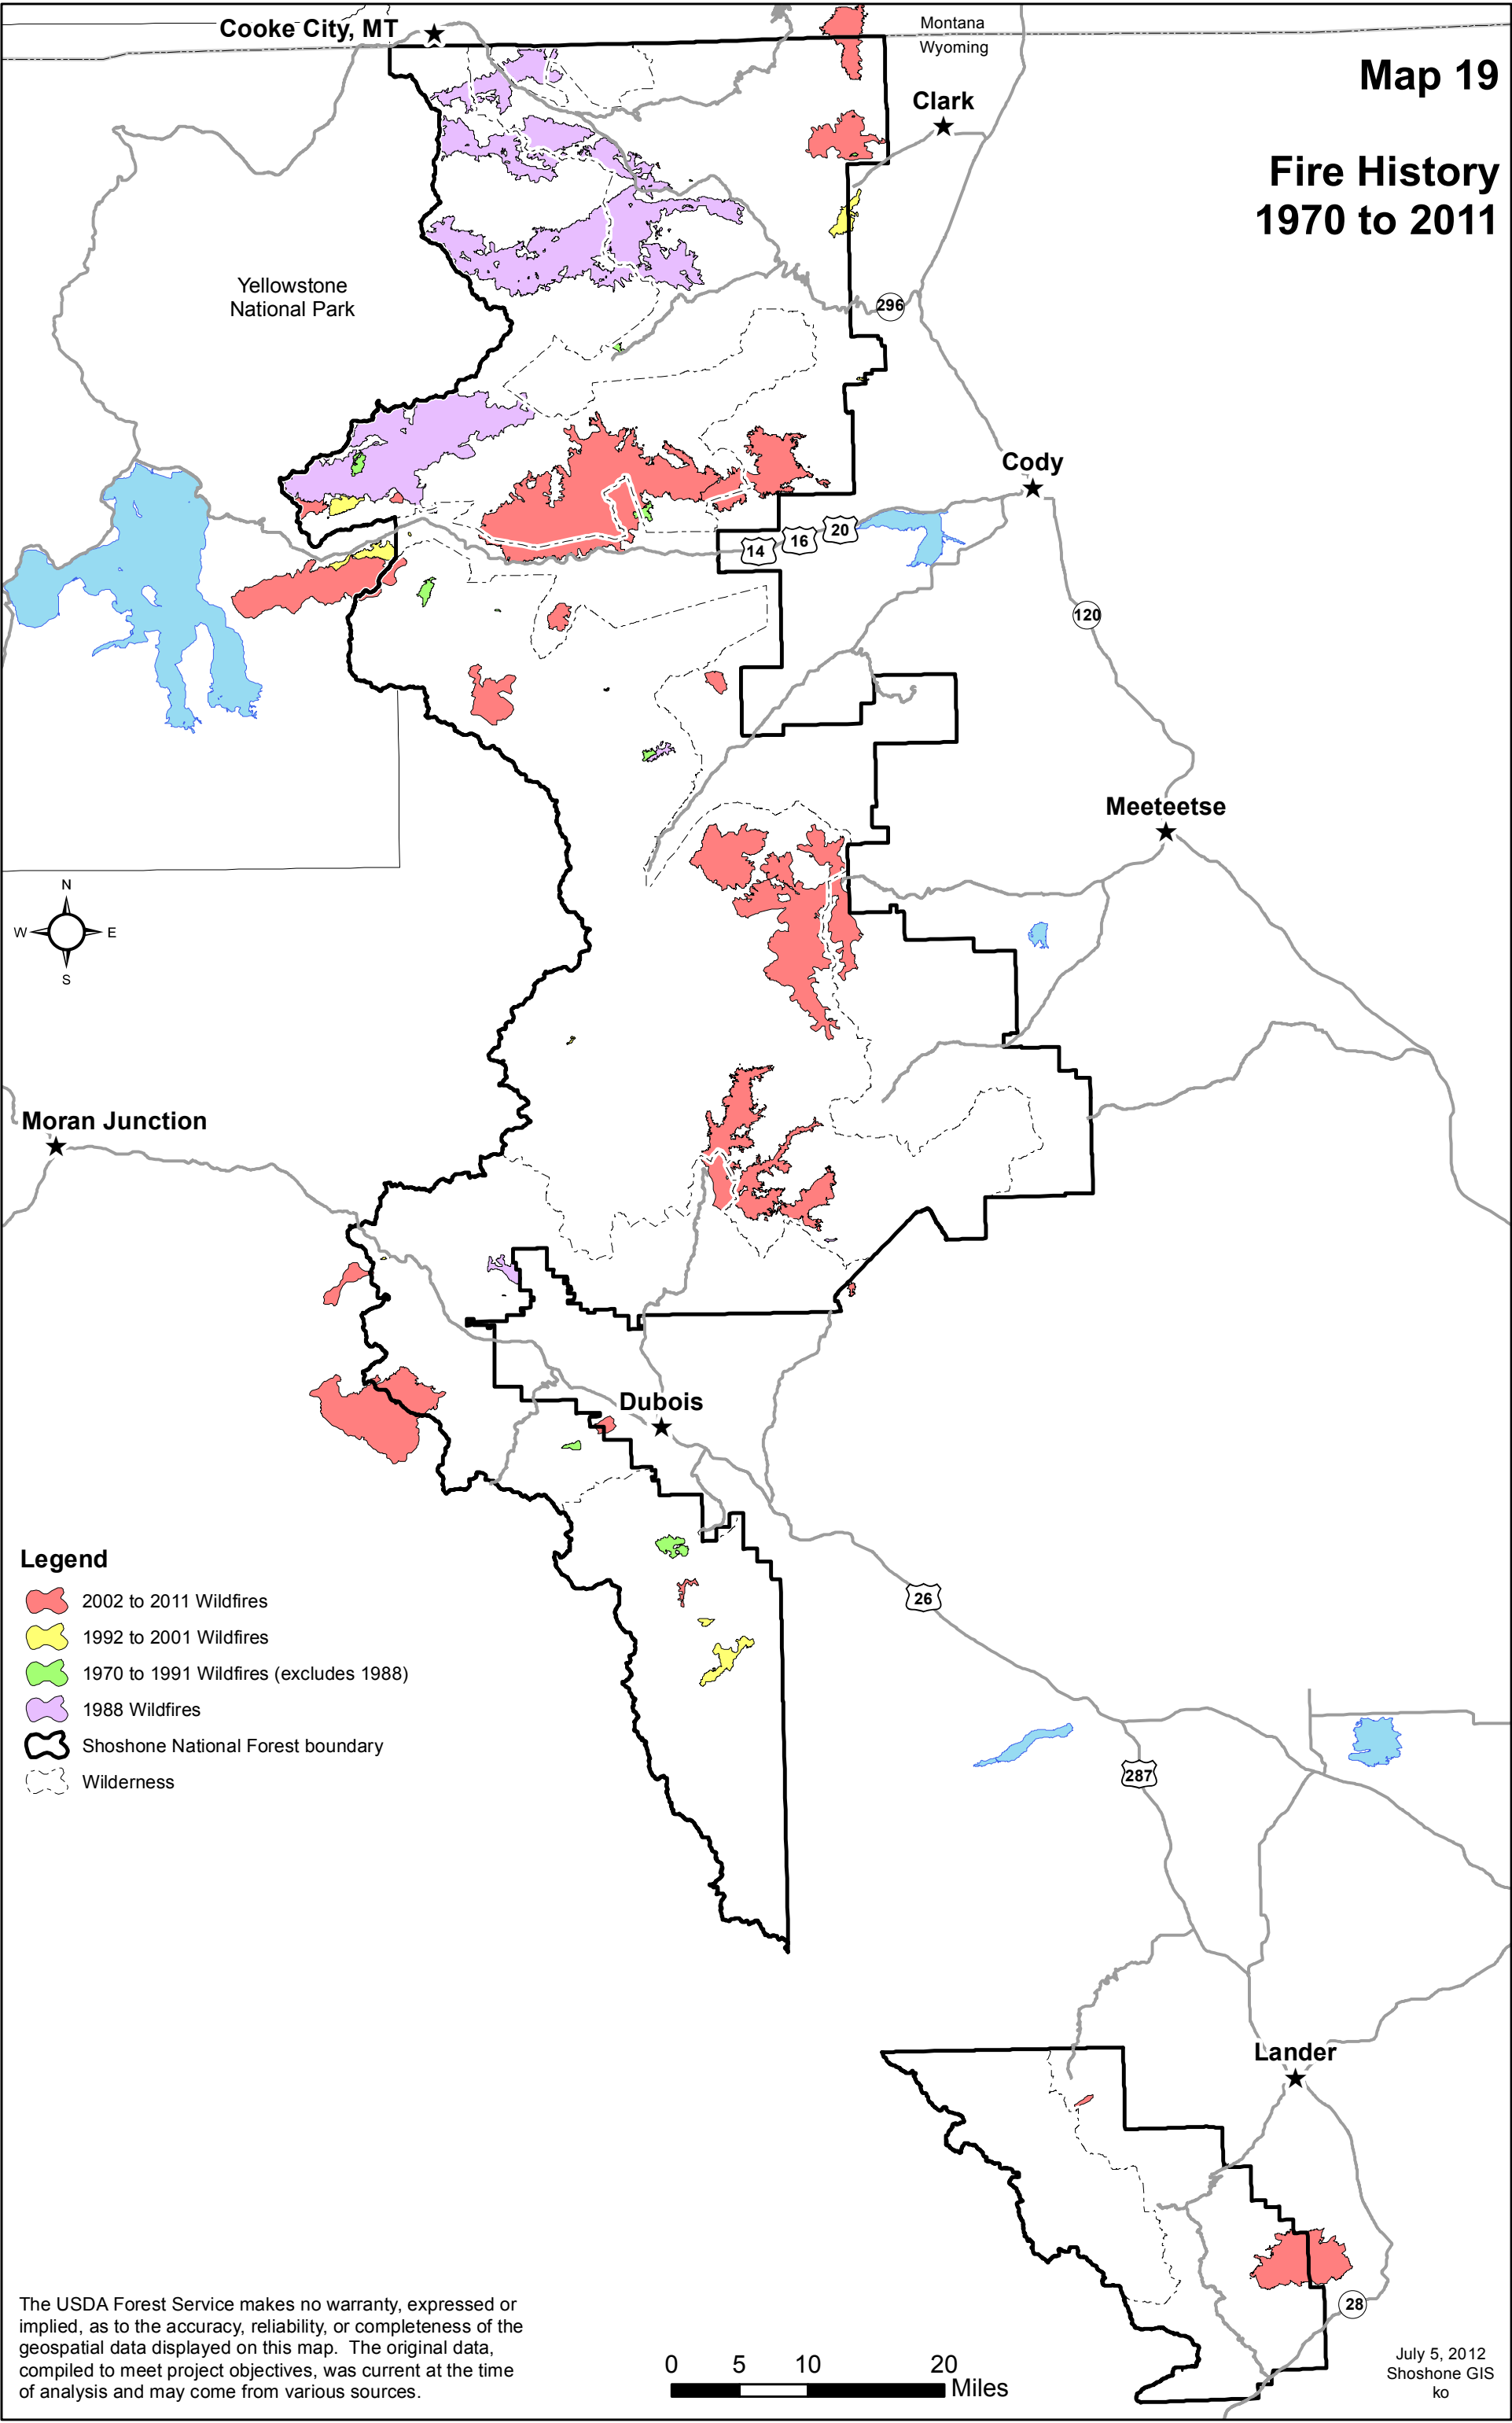 Cooke City, MT
Montana
Wyoming
Map 19
Clark
Fire History
1970 to 2011
Yellowstone
National Park
296
Cody
14
16
20
120
Meeteetse
N
W
E
S
Moran Junction
Dubois
Legend
2002 to 2011 Wildfires
1992 to 2001 Wildfires
1970 to 1991 Wildfires (excludes 1988)
1988 Wildfires
Shoshone National Forest boundary
Wilderness
26
287
Lander
28
The USDA Forest Service makes no warranty, expressed or
implied, as to the accuracy, reliability, or completeness of the
geospatial data displayed on this map. The original data,
compiled to meet project objectives, was current at the time
of analysis and may come from various sources.
0 5 10 20
Miles
July 5, 2012
Shoshone GIS
ko